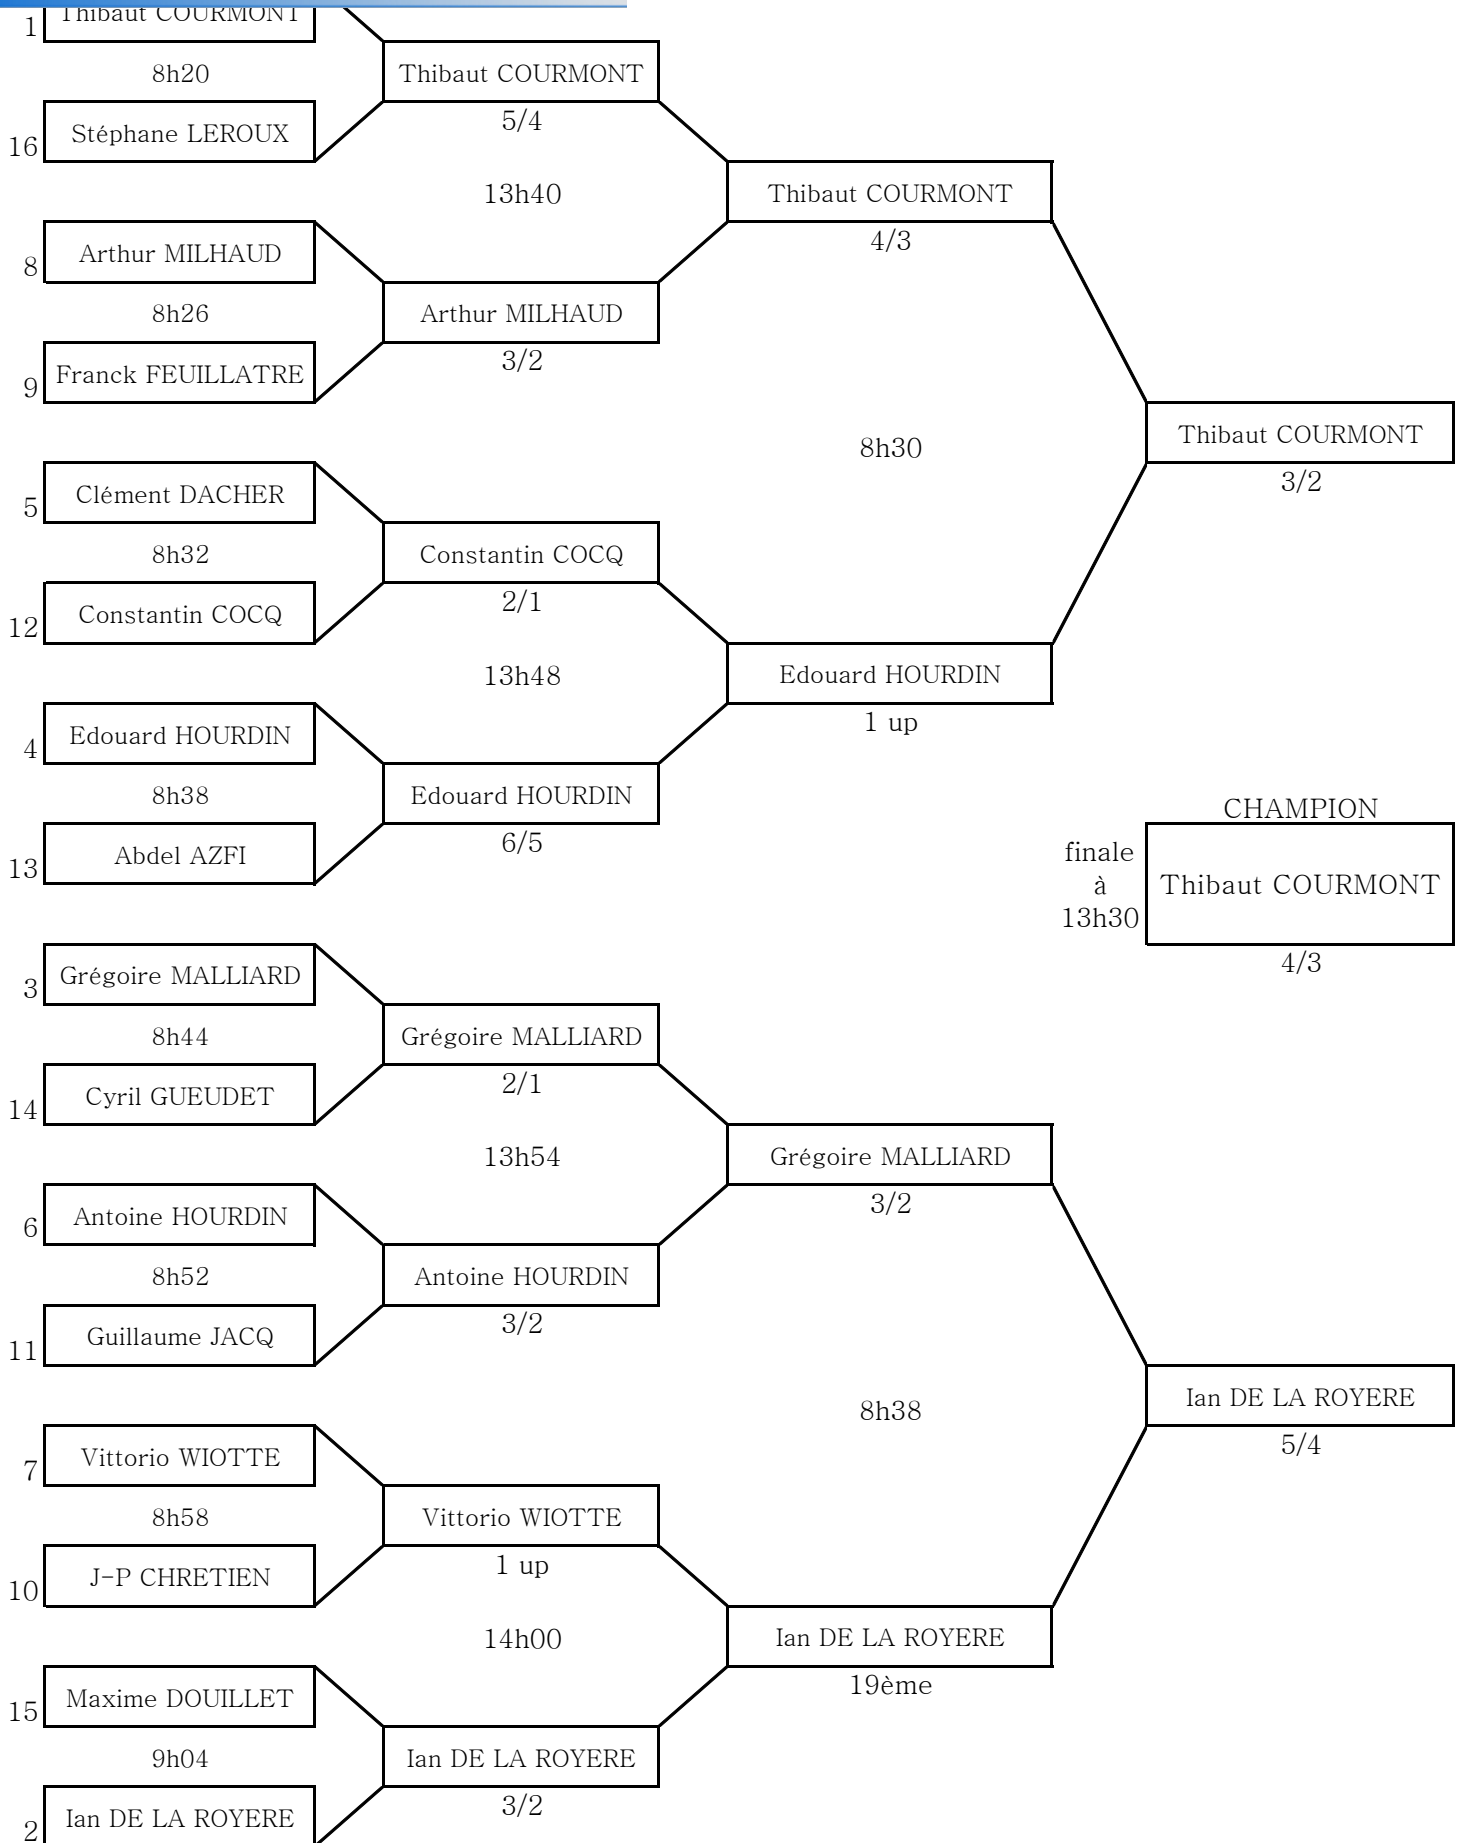 1
Thibaut COURMONT
8h20
Thibaut COURMONT
5/4
16
Stéphane LEROUX
13h40
Thibaut COURMONT
4/3
8
Arthur MILHAUD
8h26
Arthur MILHAUD
3/2
9
Franck FEUILLATRE
8h30
Thibaut COURMONT
3/2
5
Clément DACHER
8h32
Constantin COCQ
2/1
12
Constantin COCQ
13h48
Edouard HOURDIN
1 up
4
Edouard HOURDIN
8h38
Edouard HOURDIN
6/5
13
Abdel AZFI
CHAMPION
finale
à
13h30
Thibaut COURMONT
4/3
3
Grégoire MALLIARD
8h44
Grégoire MALLIARD
2/1
14
Cyril GUEUDET
13h54
Grégoire MALLIARD
3/2
6
Antoine HOURDIN
8h52
Antoine HOURDIN
3/2
11
Guillaume JACQ
8h38
Ian DE LA ROYERE
5/4
7
Vittorio WIOTTE
8h58
Vittorio WIOTTE
1 up
10
J-P CHRETIEN
14h00
Ian DE LA ROYERE
19ème
15
Maxime DOUILLET
9h04
Ian DE LA ROYERE
3/2
2
Ian DE LA ROYERE